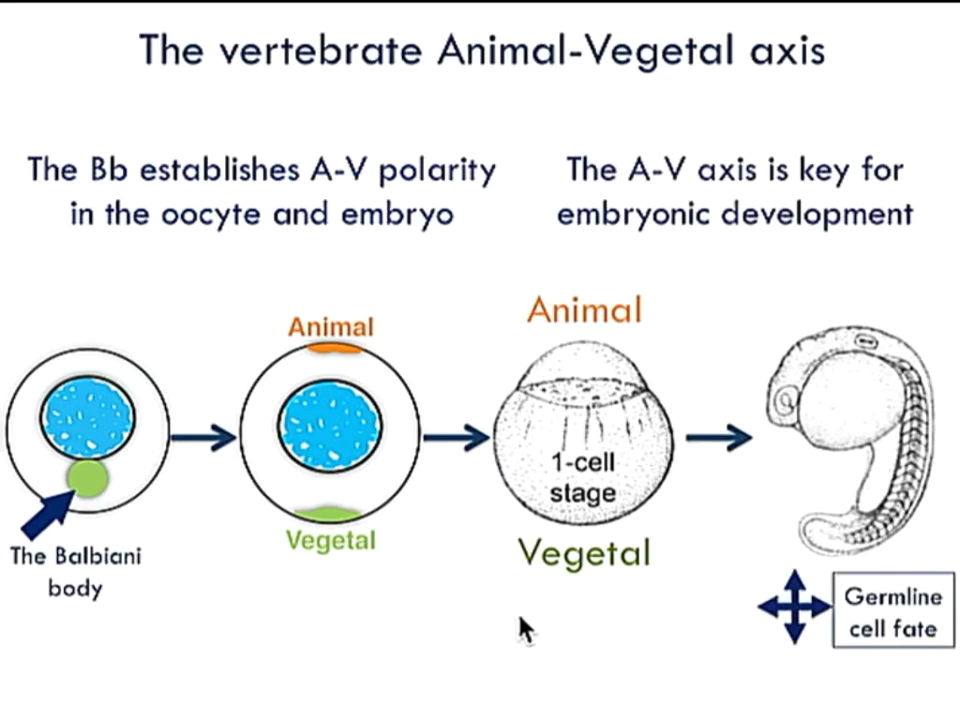 The vertebrate Animal-Vegetal axis
The Bb establishes A-V polarity
in the oocyte and embryo
The A-V axis is key for
embryonic development
Animal
Vegetal
Animal
1-cell
stage
Vegetal
The Balbiani
body
Germline
cell fate